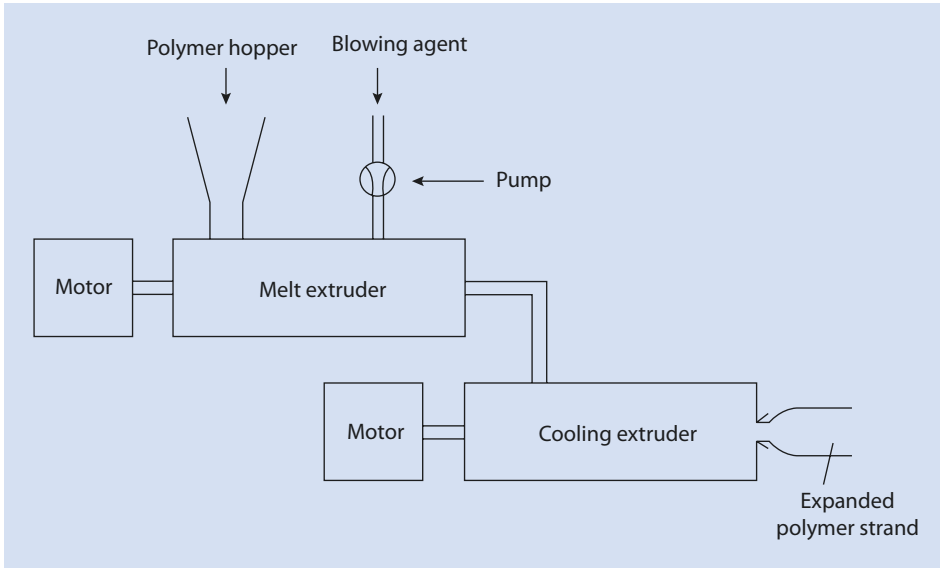 Polymer hopper
Blowing agent
Pump
Motor
Melt extruder
Motor
Cooling extruder
Expanded
polymer strand